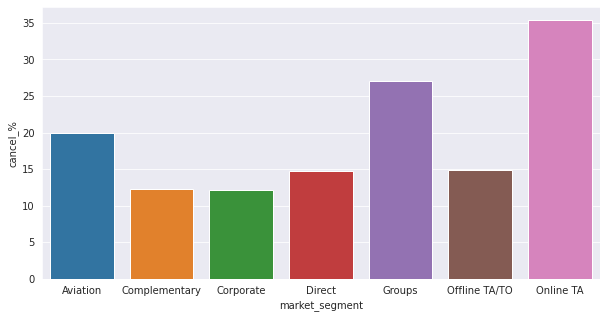 35
30
25
20
15
10
5
0
cancel_%
Aviation Complementary Corporate Direct Groups Offline TA/TO Online TA
market_segment